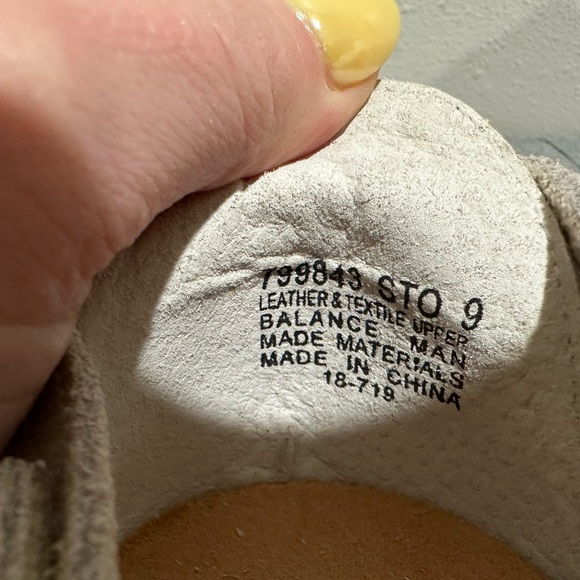 799843 STO 9
LEATHER & TEXTILE UPPER
BALANCE MAN
MADE MATERIALS
MADE IN CHINA
18-719